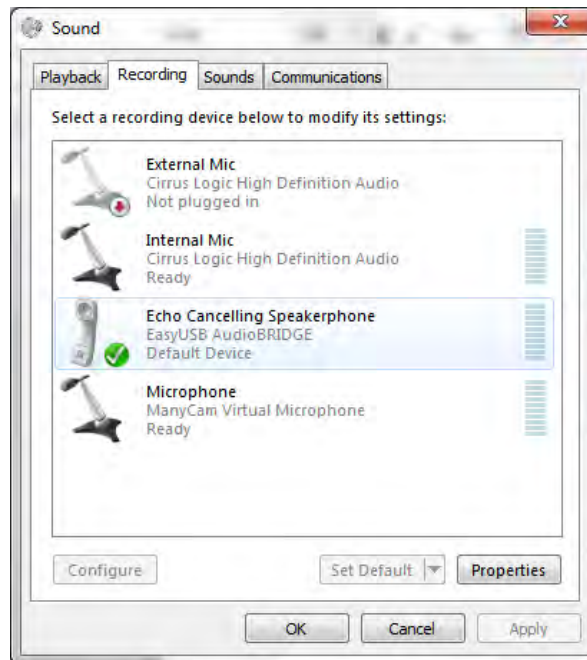 Sound
Playback Recording Sounds Communications
Select a recording device below to modify its settings:
External Mic
Cirrus Logic High Definition Audio
Not plugged in
Internal Mic
Cirrus Logic High Definition Audio
Ready
Echo Cancelling Speakerphone
EasyUSB AudioBRIDGE
Default Device
Microphone
ManyCam Virtual Microphone
Ready
Configure Set Default Properties
OK Cancel Apply